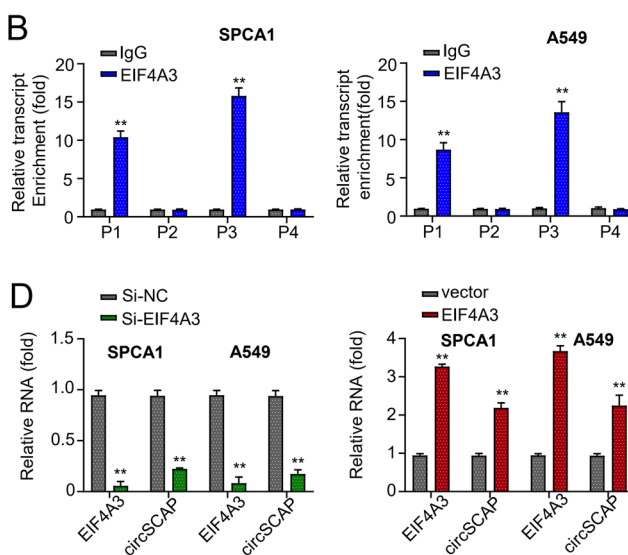 B
SPCA1
IgG
EIF4A3
Relative transcript
Enrichment (fold)
20
15
10
5
0
**
**
P1 P2 P3 P4
A549
IgG
EIF4A3
Relative transcript
enrichment(fold)
20
15
10
5
0
**
**
P1 P2 P3 P4
D
Si-NC
Si-EIF4A3
SPCA1 A549
Relative RNA (fold)
1.5
1.0
0.5
0
** ** ** **
EIF4A3 circSCAP EIF4A3 circSCAP
vector
EIF4A3
SPCA1 A549
Relative RNA (fold)
4
3
2
1
0
** ** ** **
EIF4A3 circSCAP EIF4A3 circSCAP